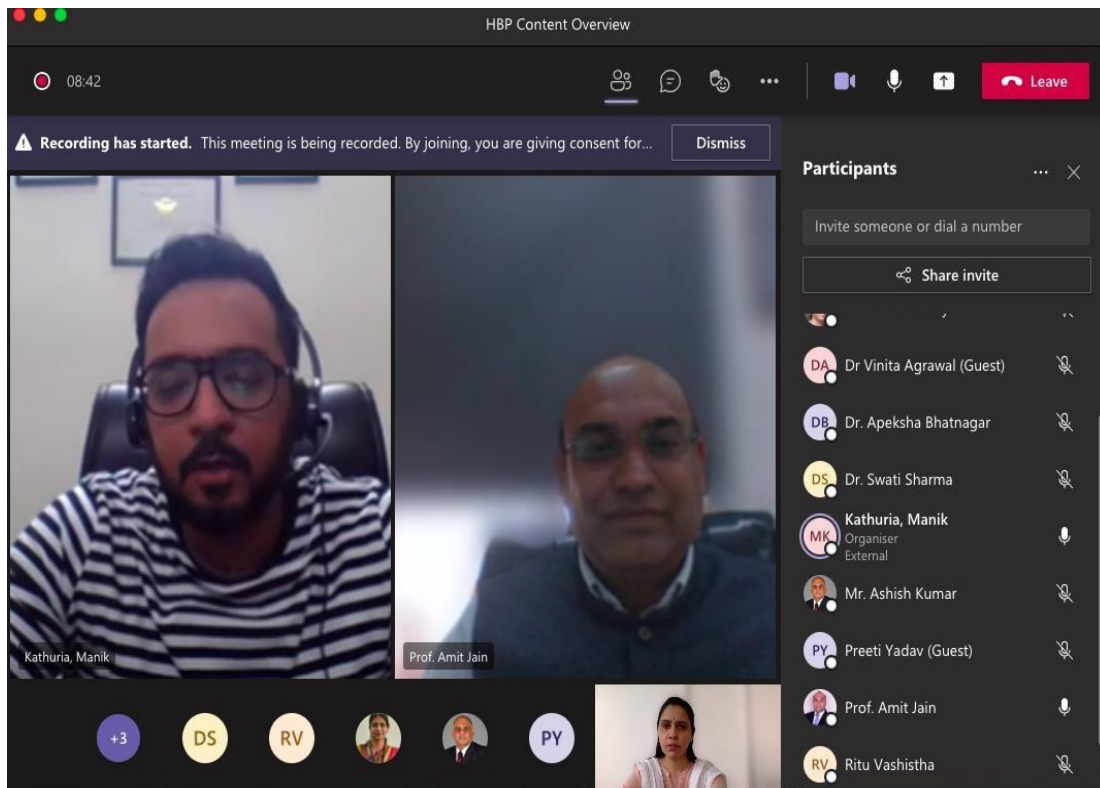 HBP Content Overview
08:42
Leave
Recording has started. This meeting is being recorded. By joining, you are giving consent for...
Dismiss
Participants
Invite someone or dial a number
Share invite
DA Dr Vinita Agrawal (Guest)
DB Dr. Apeksha Bhatnagar
DS Dr. Swati Sharma
MK Kathuria, Manik
Organiser
External
Mr. Ashish Kumar
PY Preeti Yadav (Guest)
Prof. Amit Jain
RV Ritu Vashistha
Kathuria, Manik
Prof. Amit Jain
+3
DS
RV
PY